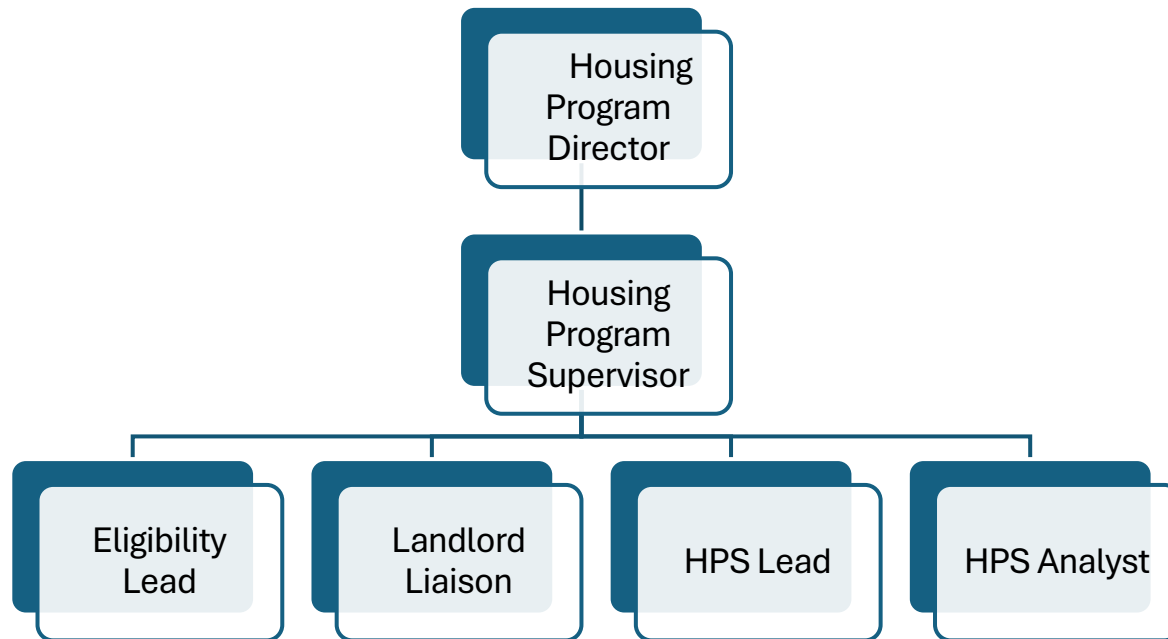 Housing
Program
Director
Housing
Program
Supervisor
Eligibility
Lead
Landlord
Liaison
HPS Lead
HPS Analyst